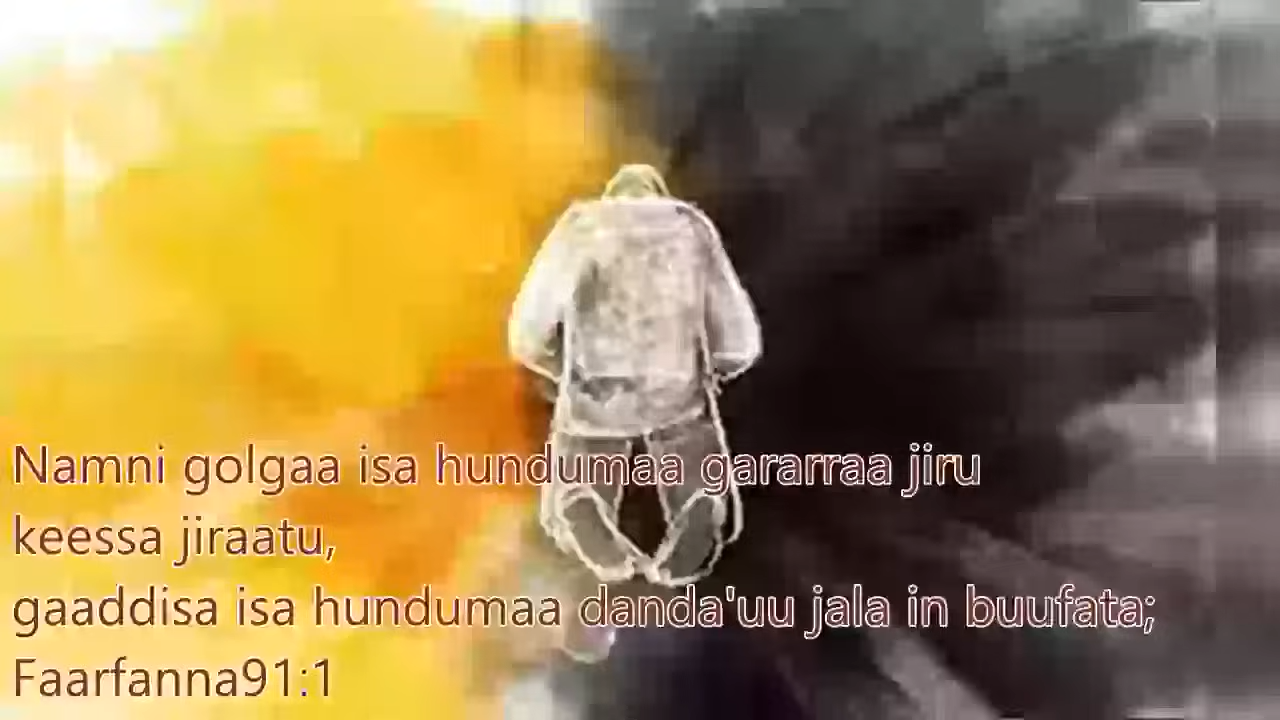 Namni golgaa isa hundumaa gararraa jiru
keessa jiraatu,
gaaddisa isa hundumaa danda'uu jala in buufata;
Faarfanna91:1